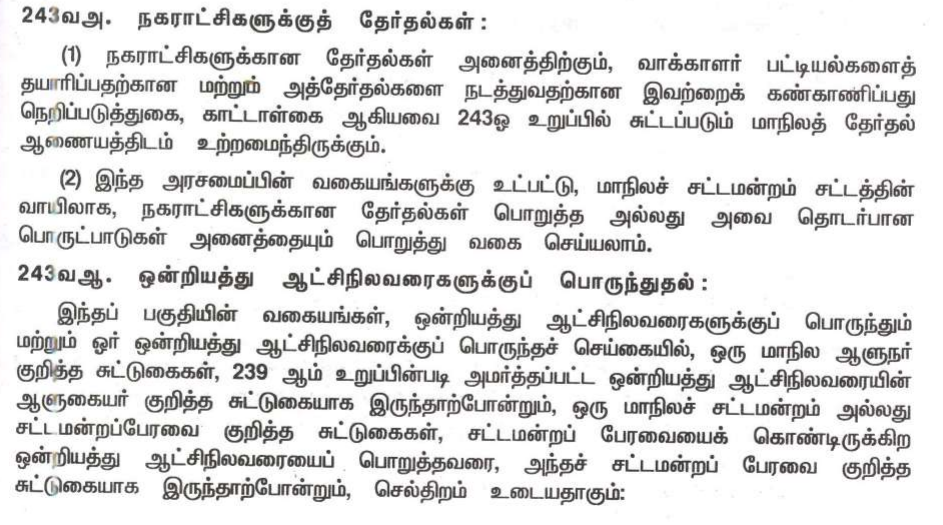 243வஅ. நகராட்சிகளுக்குத் தேர்தல்கள் :
(1) நகராட்சிகளுக்கான தேர்தல்கள் அனைத்திற்கும், வாக்காளர் பட்டியல்களைத்
தயாரிப்பதற்கான மற்றும் அத்தேர்தல்களை நடத்துவதற்கான இவற்றைக் கண்காணிப்பது
நெறிப்படுத்துகை, காட்டாள்கை ஆகியவை 243ஓ உறுப்பில் சுட்டப்படும் மாநிலத் தேர்தல்
ஆணையத்திடம் உற்றமைந்திருக்கும்.
(2) இந்த அரசமைப்பின் வகையங்களுக்கு உட்பட்டு, மாநிலச் சட்டமன்றம் சட்டத்தின்
வாயிலாக, நகராட்சிகளுக்கான தேர்தல்கள் பொறுத்த அல்லது அவை தொடர்பான
பொருட்பாடுகள் அனைத்தையும் பொறுத்து வகை செய்யலாம்.
243வஆ. ஒன்றியத்து ஆட்சிநிலவரைகளுக்குப் பொருந்துதல் :
இந்தப் பகுதியின் வகையங்கள், ஒன்றியத்து ஆட்சிநிலவரைகளுக்குப் பொருந்தும்
மற்றும் ஓர் ஒன்றியத்து ஆட்சிநிலவரைக்குப் பொருந்தச் செய்கையில், ஒரு மாநில ஆளுநர்
குறித்த சுட்டுகைகள், 239 ஆம் உறுப்பின்படி அமர்த்தப்பட்ட ஒன்றியத்து ஆட்சிநிலவரையின்
ஆளுகையர் குறித்த சுட்டுகையாக இருந்தாற்போன்றும், ஒரு மாநிலச் சட்டமன்றம் அல்லது
சட்டமன்றப்பேரவை குறித்த சுட்டுகைகள், சட்டமன்றப் பேரவையைக் கொண்டிருக்கிற
ஒன்றியத்து ஆட்சிநிலவரையைப் பொறுத்தவரை, அந்தச் சட்டமன்றப் பேரவை குறித்த
சுட்டுகையாக இருந்தாற்போன்றும், செல்திறம் உடையதாகும்: